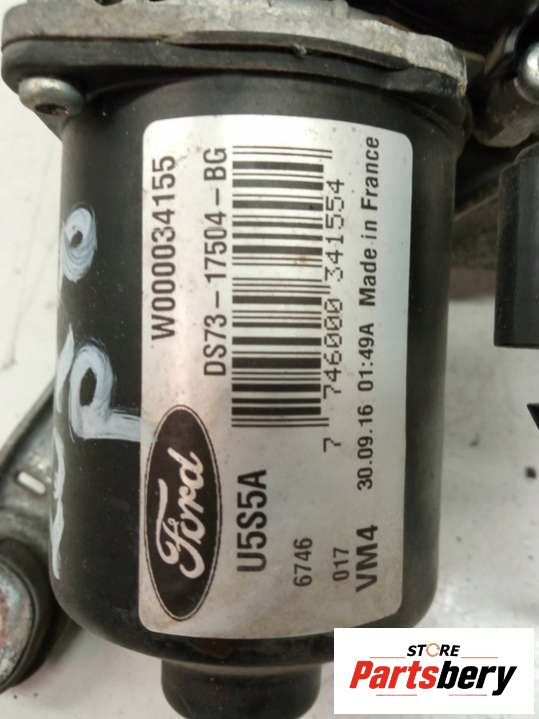 W000034155
DS73-17504-BG
7 746000 341554
30.09.16 01:49A Made in France
Ford
U5S5A
6746
017
VM4
STORE
Partsbery